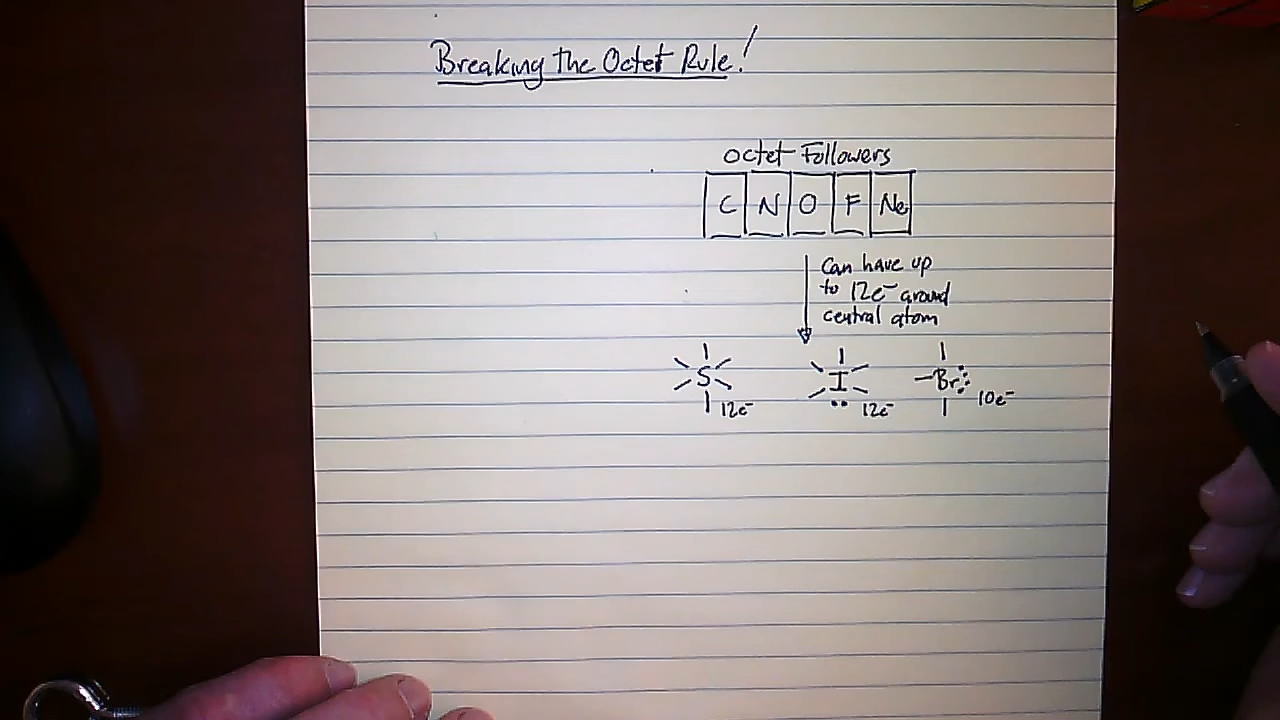 Breaking the Octet Rule!
Octet Followers
C N O F Ne
Can have up
to 12e⁻ around
central atom
S I Br
12e⁻ 12e⁻ 10e⁻